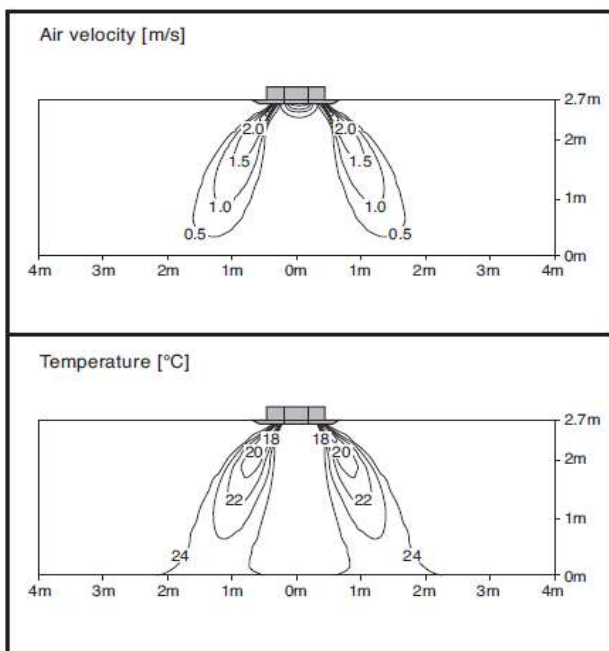 Air velocity [m/s]
2.7m
2.0 2.0
2m
1.5 1.5
1.0 1.0
1m
0.5 0.5
0m
4m 3m 2m 1m 0m 1m 2m 3m 4m
Temperature [°C]
2.7m
18 18
20 20
2m
22 22
1m
24 24
0m
4m 3m 2m 1m 0m 1m 2m 3m 4m